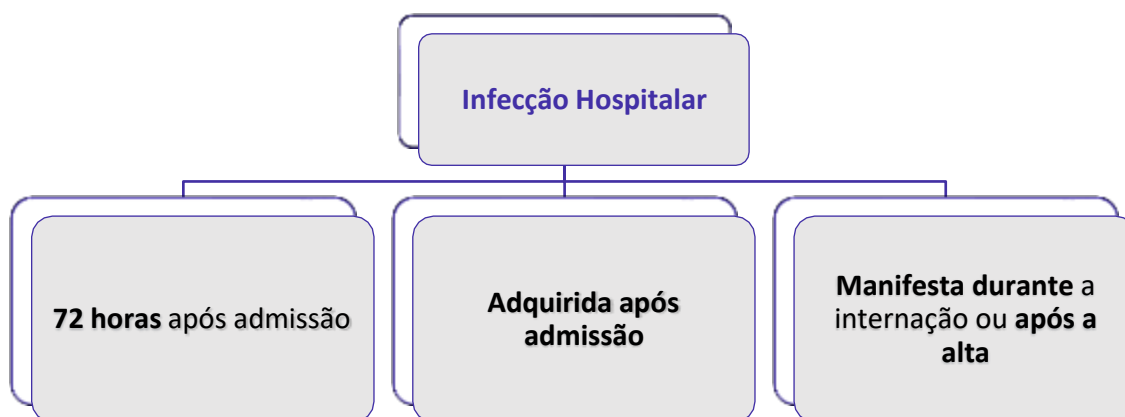 Infecção Hospitalar
72 horas após admissão
Adquirida após
admissão
Manifesta durante a
internação ou após a
alta